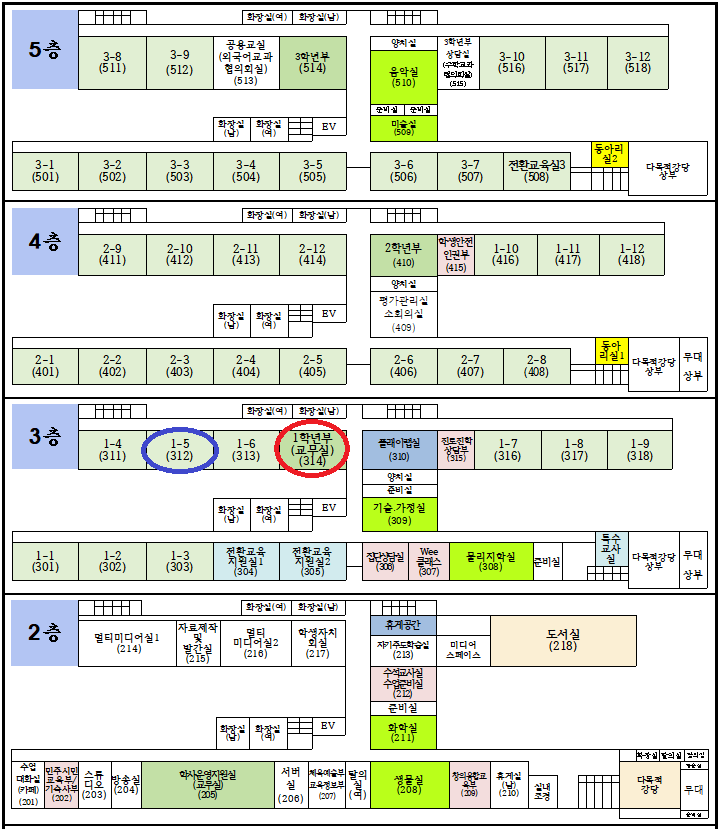 화장실(여) 화장실(남)
5층
3-8
(511)
3-9
(512)
공용교실
(외국어교과
협의회실)
(513)
3학년부
(514)
양치실
음악실
(510)
준비실 준비실
미술실
(509)
3학년부
상담실
(수학교과
협의회실)
(515)
3-10
(516)
3-11
(517)
3-12
(518)
화장실
(남)
화장실
(여)
EV
3-1
(501)
3-2
(502)
3-3
(503)
3-4
(504)
3-5
(505)
3-6
(506)
3-7
(507)
전환교육실3
(508)
동아리
실2
다목적강당
상부
화장실(여) 화장실(남)
4층
2-9
(411)
2-10
(412)
2-11
(413)
2-12
(414)
2학년부
(410)
학생안전
인권부
(415)
1-10
(416)
1-11
(417)
1-12
(418)
양치실
평가관리실
소회의실
(409)
화장실
(남)
화장실
(여)
EV
2-1
(401)
2-2
(402)
2-3
(403)
2-4
(404)
2-5
(405)
2-6
(406)
2-7
(407)
2-8
(408)
동아
리실1
다목적강당
상부
무대
상부
화장실(여) 화장실(남)
3층
1-4
(311)
1-5
(312)
1-6
(313)
1학년부
(교무실)
(314)
플레이랩실
(310)
진로진학
상담부
(315)
1-7
(316)
1-8
(317)
1-9
(318)
양치실
준비실
기술.가정실
(309)
화장실
(남)
화장실
(여)
EV
1-1
(301)
1-2
(302)
1-3
(303)
전환교육
지원실1
(304)
전환교육
지원실2
(305)
집단상담실
(306)
Wee
클래스
(307)
물리지학실
(308)
준비실
특수
교사
실
다목적강당
상부
무대
상부
화장실(여) 화장실(남)
2층
멀티미디어실1
(214)
자료제작
및
발간실
(215)
멀티
미디어실2
(216)
학생자치
회실
(217)
휴게공간
자기주도학습실
(213)
미디어
스페이스
도서실
(218)
수석교사실
수업준비실
(212)
준비실
화학실
(211)
화장실
(남)
화장실
(여)
EV
수업
대화실
(카페)
(201)
민주시민
교육부/
기숙사부
(202)
스튜
디오
(203)
방송실
(204)
학사운영지원실
(교무실)
(205)
서버
실
(206)
체육예술부
교육정보부
(207)
탈의
실
(여)
생물실
(208)
창의융합교
육부
(209)
휴게실
(남)
(210)
실내
조경
화장실 탈의실
다목적
강당
무대